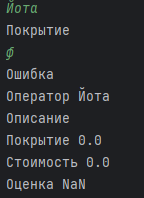 Йота
Покрытие
ф
Ошибка
Оператор Йота
Описание
Покрытие 0.0
Стоимость 0.0
Оценка NaN